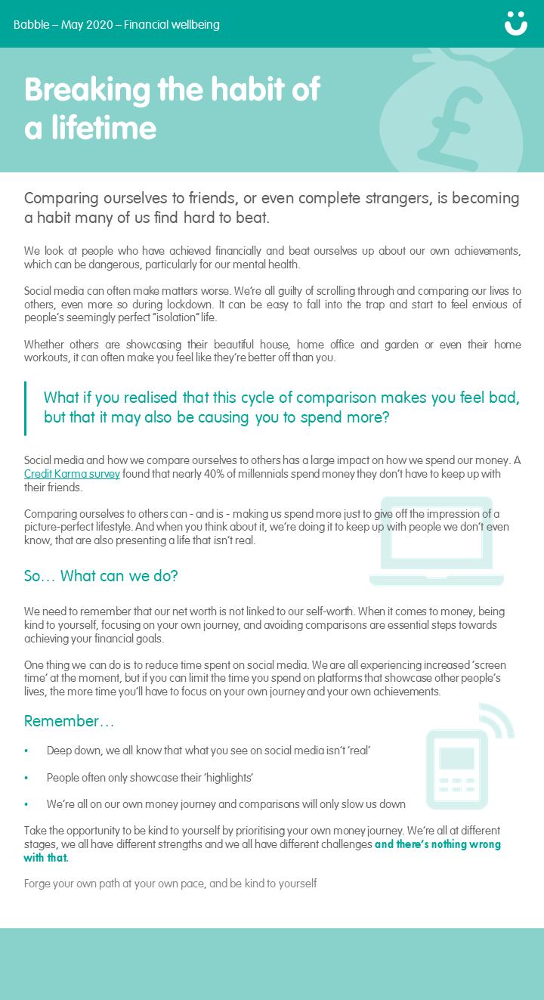 Babble – May 2020 – Financial wellbeing
Breaking the habit of
a lifetime
£
Comparing ourselves to friends, or even complete strangers, is becoming
a habit many of us find hard to beat.
We look at people who have achieved financially and beat ourselves up about our own achievements,
which can be dangerous, particularly for our mental health.
Social media can often make matters worse. We’re all guilty of scrolling through and comparing our lives to
others, even more so during lockdown. It can be easy to fall into the trap and start to feel envious of
people’s seemingly perfect “isolation” life.
Whether others are showcasing their beautiful house, home office and garden or even their home
workouts, it can often make you feel like they’re better off than you.
What if you realised that this cycle of comparison makes you feel bad,
but that it may also be causing you to spend more?
Social media and how we compare ourselves to others has a large impact on how we spend our money. A
Credit Karma survey found that nearly 40% of millennials spend money they don’t have to keep up with
their friends.
Comparing ourselves to others can - and is - making us spend more just to give off the impression of a
picture-perfect lifestyle. And when you think about it, we’re doing it to keep up with people we don’t even
know, that are also presenting a life that isn’t real.
So… What can we do?
We need to remember that our net worth is not linked to our self-worth. When it comes to money, being
kind to yourself, focusing on your own journey, and avoiding comparisons are essential steps towards
achieving your financial goals.
One thing we can do is to reduce time spent on social media. We are all experiencing increased ‘screen
time’ at the moment, but if you can limit the time you spend on platforms that showcase other people’s
lives, the more time you’ll have to focus on your own journey and your own achievements.
Remember…
• Deep down, we all know that what you see on social media isn’t ‘real’
• People often only showcase their ‘highlights’
• We’re all on our own money journey and comparisons will only slow us down
Take the opportunity to be kind to yourself by prioritising your own money journey. We’re all at different
stages, we all have different strengths and we all have different challenges and there’s nothing wrong
with that.
Forge your own path at your own pace, and be kind to yourself